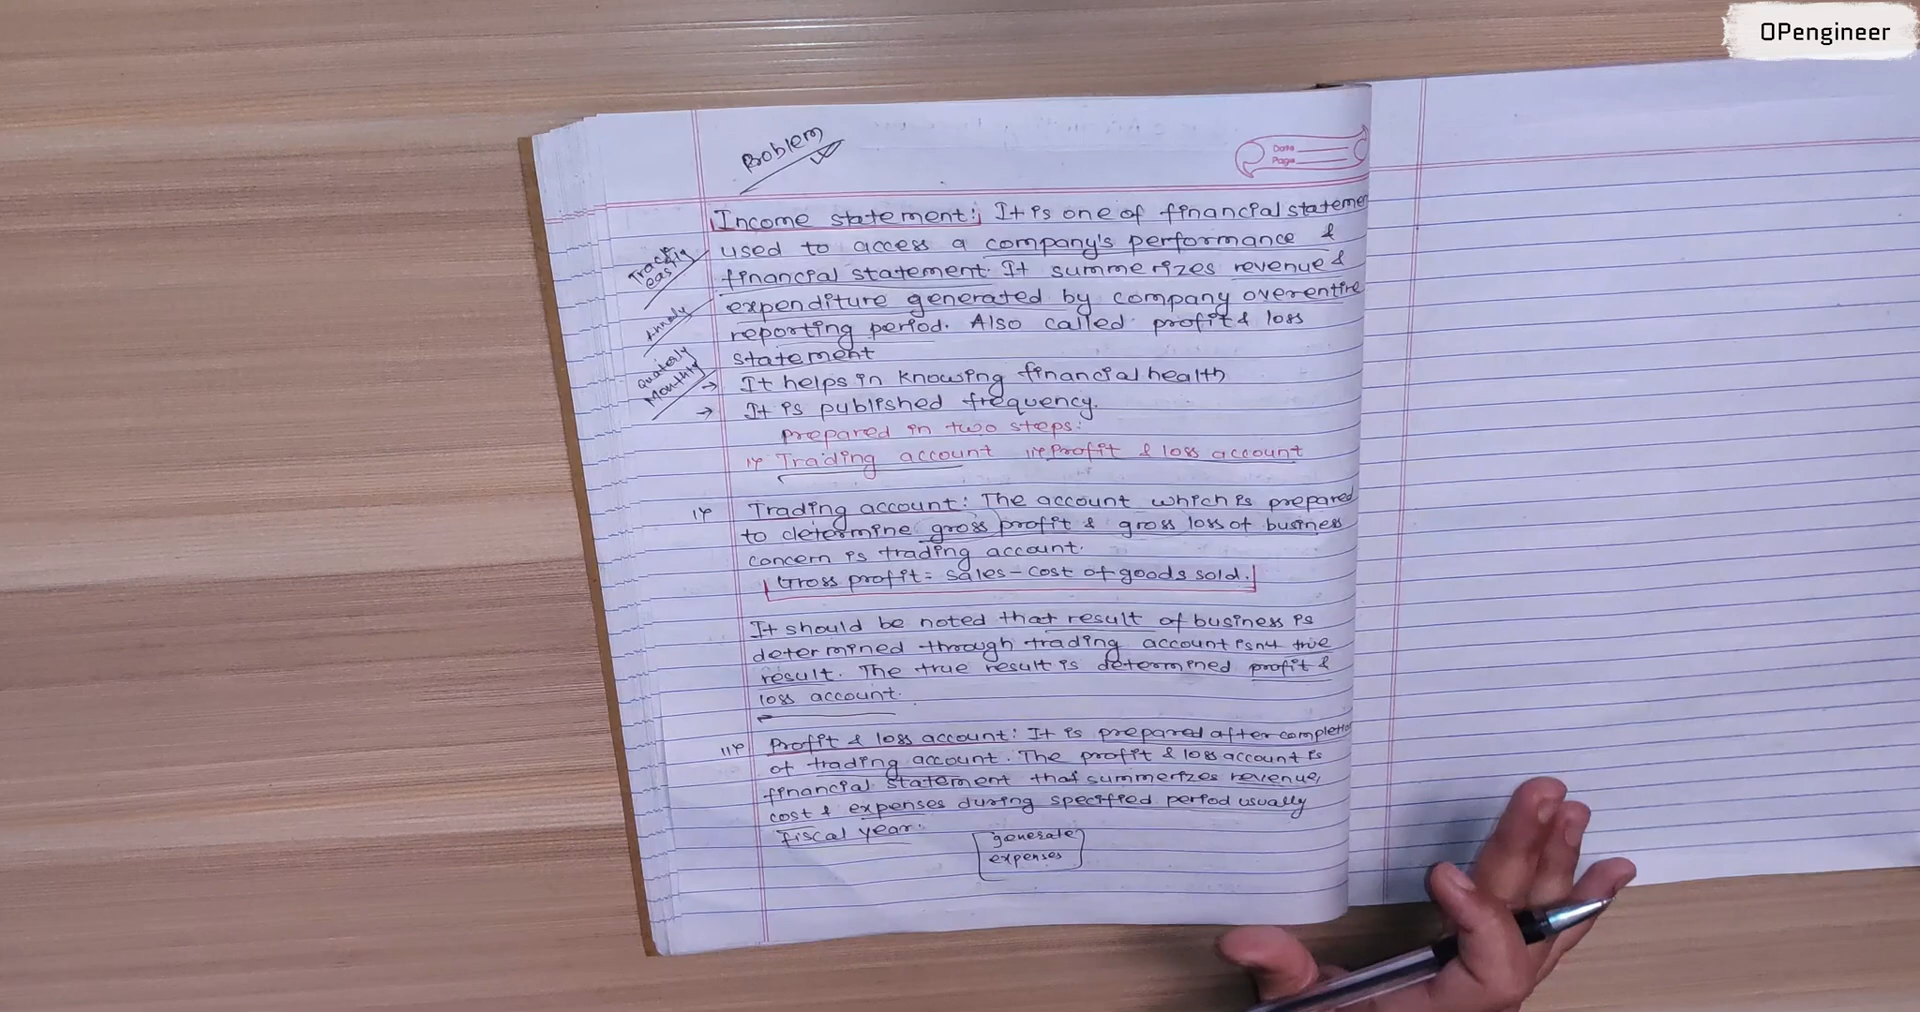 OPengineer
Problem
Date
Page
Income statement: It is one of financial statemen
used to access a company's performance &
financial statement. It summerizes revenue &
expenditure generated by company over entire
reporting period. Also called profit & loss
statement
→ It helps in knowing financial health
→ It is published frequency.
prepared in two steps:
i) Trading account ii) Profit & loss account
i) Trading account: The account which is prepared
to determine gross profit & gross loss of business
concern is trading account.
Gross profit = sales - cost of goods sold.
It should be noted that result of business is
determined through trading account isn't true
result. The true result is determined profit &
loss account.
ii) Profit & loss account: It is prepared after completion
of trading account. The profit & loss account is
financial statement that summerizes revenue,
cost & expenses during specified period usually
fiscal year.
generate
expenses
easi
Quaterly
Monthly